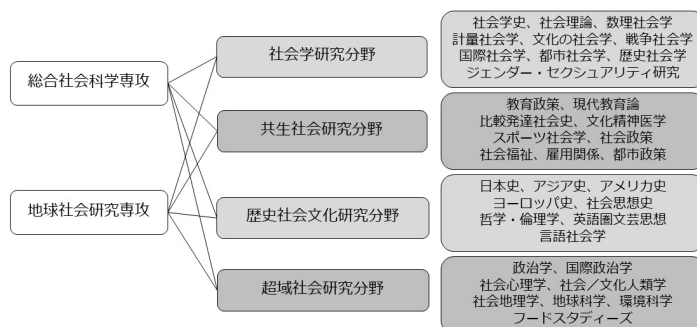 総合社会科学専攻
地球社会研究専攻
社会学研究分野
社会学史、社会理論、数理社会学
計量社会学、文化の社会学、戦争社会学
国際社会学、都市社会学、歴史社会学
ジェンダー・セクシュアリティ研究
共生社会研究分野
教育政策、現代教育論
比較発達社会史、文化精神医学
スポーツ社会学、社会政策
社会福祉、雇用関係、都市政策
歴史社会文化研究分野
日本史、アジア史、アメリカ史
ヨーロッパ史、社会思想史
哲学・倫理学、英語圏文芸思想
言語社会学
超域社会研究分野
政治学、国際政治学
社会心理学、社会／文化人類学
社会地理学、地球科学、環境科学
フードスタディーズ